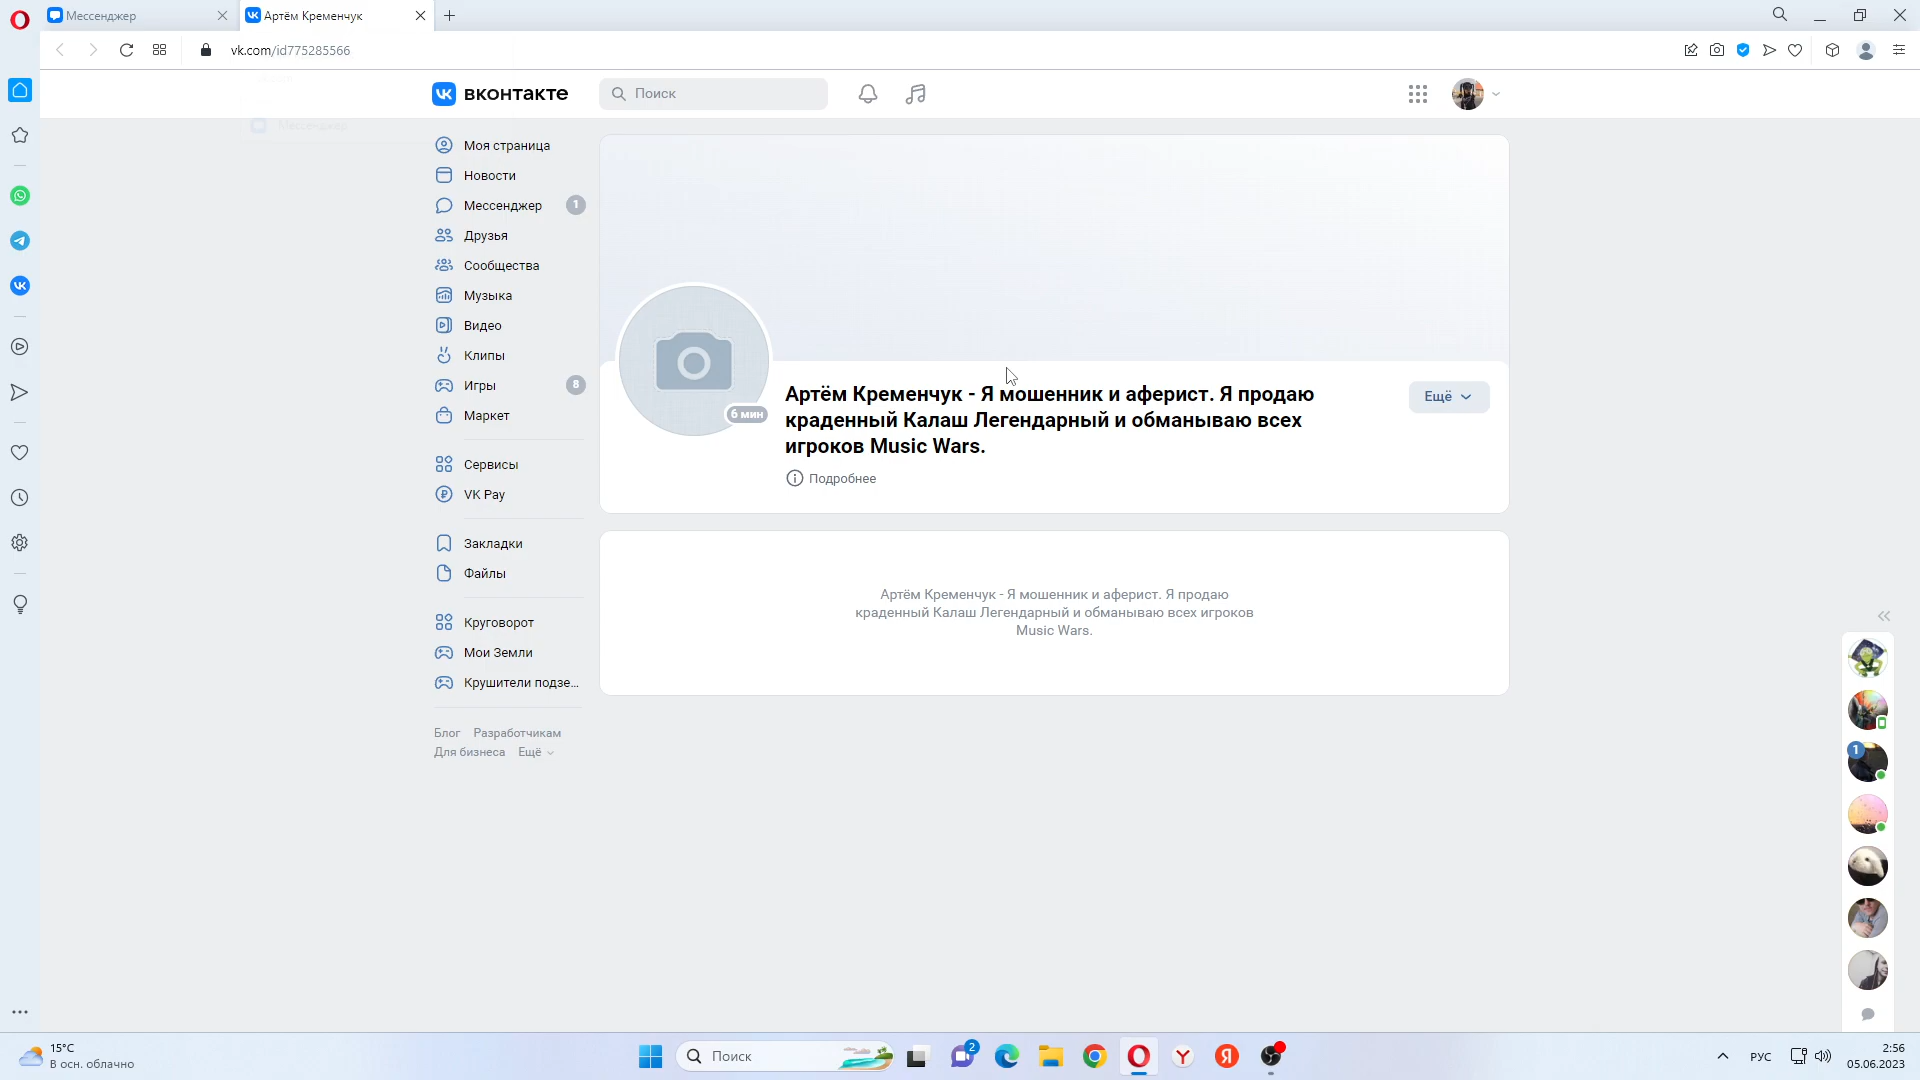 Мессенджер
Артём Кременчук
vk.com/id775285566
вконтакте
Поиск
Мессенджер
Моя страница
Новости
Мессенджер 1
Друзья
Сообщества
Музыка
Видео
Клипы
Игры 8
Маркет
Сервисы
VK Pay
Закладки
Файлы
Круговорот
Мои Земли
Крушители подзе...
Блог Разработчикам
Для бизнеса Ещё
6 мин
Артём Кременчук - Я мошенник и аферист. Я продаю
краденный Калаш Легендарный и обманываю всех
игроков Music Wars.
Подробнее
Ещё
Артём Кременчук - Я мошенник и аферист. Я продаю
краденный Калаш Легендарный и обманываю всех игроков
Music Wars.
1
15°C
В осн. облачно
Поиск
2
РУС
2:56
05.06.2023